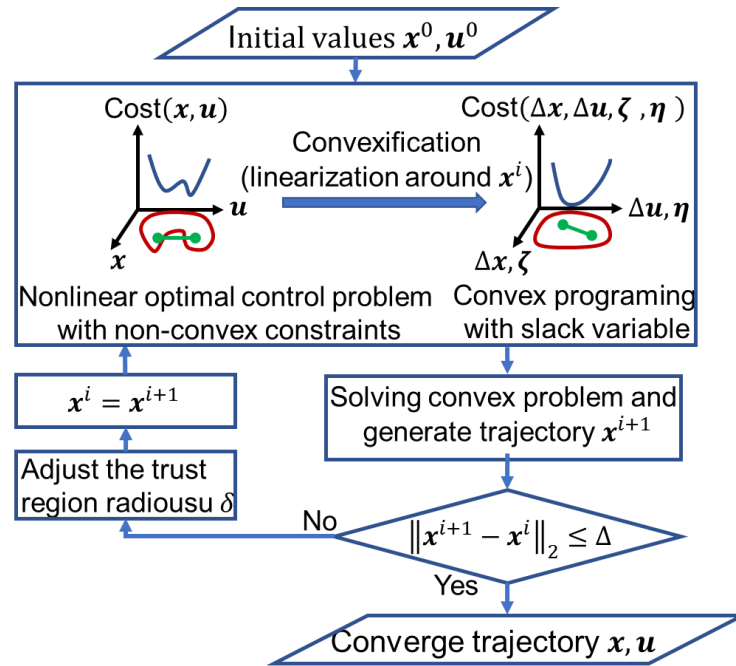 Initial values 𝒙⁰, 𝒖⁰
Cost(𝒙, 𝒖)
Cost(Δ𝒙, Δ𝒖, 𝜻 , 𝜼 )
Convexification
(linearization around 𝒙ⁱ)
𝒖
𝒙
Δ𝒖, 𝜼
Δ𝒙, 𝜻
Nonlinear optimal control problem
with non-convex constraints
Convex programing
with slack variable
𝒙ⁱ = 𝒙ⁱ⁺¹
Solving convex problem and
generate trajectory 𝒙ⁱ⁺¹
Adjust the trust
region radiousu δ
No
‖𝒙ⁱ⁺¹ − 𝒙ⁱ‖₂ ≤ Δ
Yes
Converge trajectory 𝒙, 𝒖